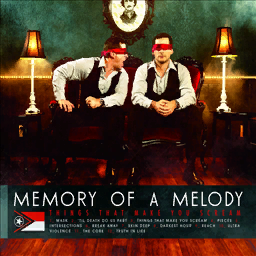 MEMORY OF A MELODY
THINGS THAT MAKE YOU SCREAM
MASK 'TIL DEATH DO US PART THINGS THAT MAKE YOU SCREAM PIECES
INTERSECTIONS BREAK AWAY SKIN DEEP DARKEST HOUR REACH ULTRA
VIOLENCE THE CORE TRUTH IN LIES